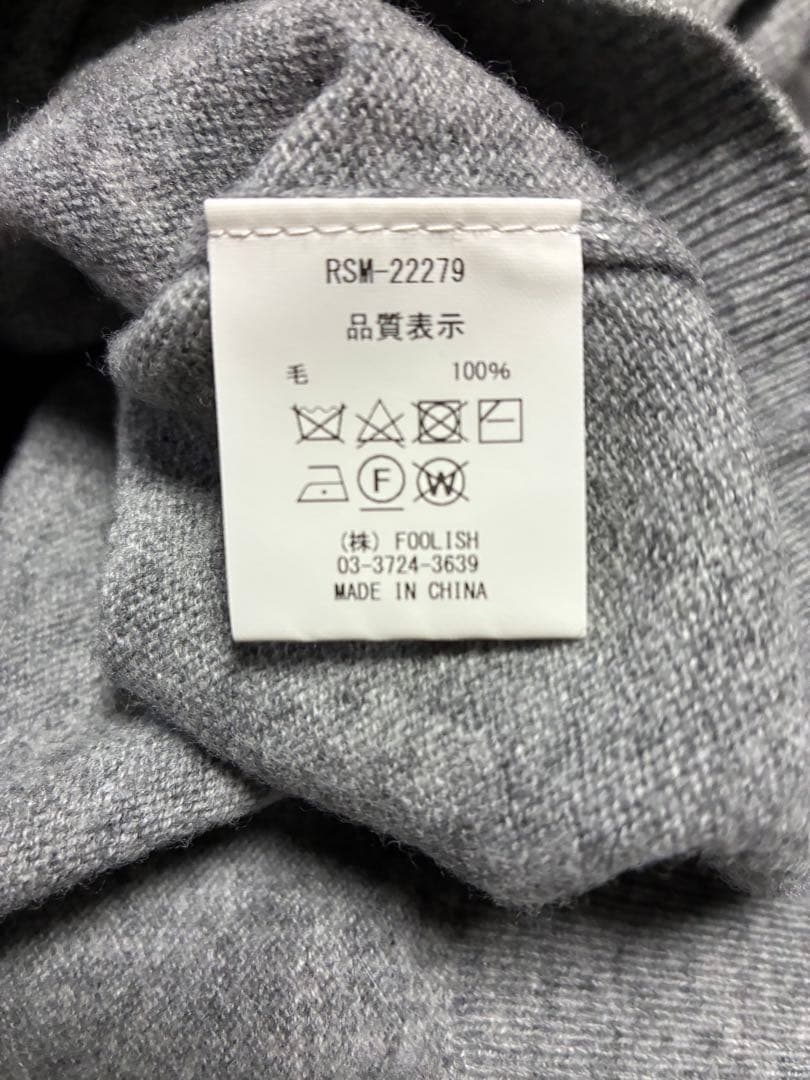 RSM-22279
品質表示
毛 100%
F W
(株) FOOLISH
03-3724-3639
MADE IN CHINA